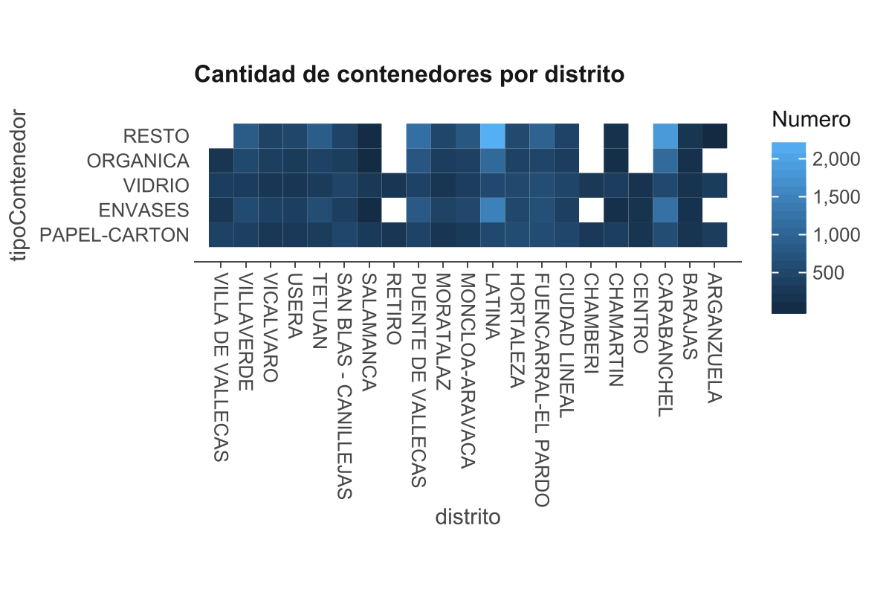 Cantidad de contenedores por distrito
tipoContenedor
RESTO
ORGANICA
VIDRIO
ENVASES
PAPEL-CARTON
VILLA DE VALLECAS
VILLAVERDE
VICALVARO
USERA
TETUAN
SAN BLAS - CANILLEJAS
SALAMANCA
RETIRO
PUENTE DE VALLECAS
MORATALAZ
MONCLOA-ARAVACA
LATINA
HORTALEZA
FUENCARRAL-EL PARDO
CIUDAD LINEAL
CHAMBERI
CHAMARTIN
CENTRO
CARABANCHEL
BARAJAS
ARGANZUELA
distrito
Numero
2,000
1,500
1,000
500